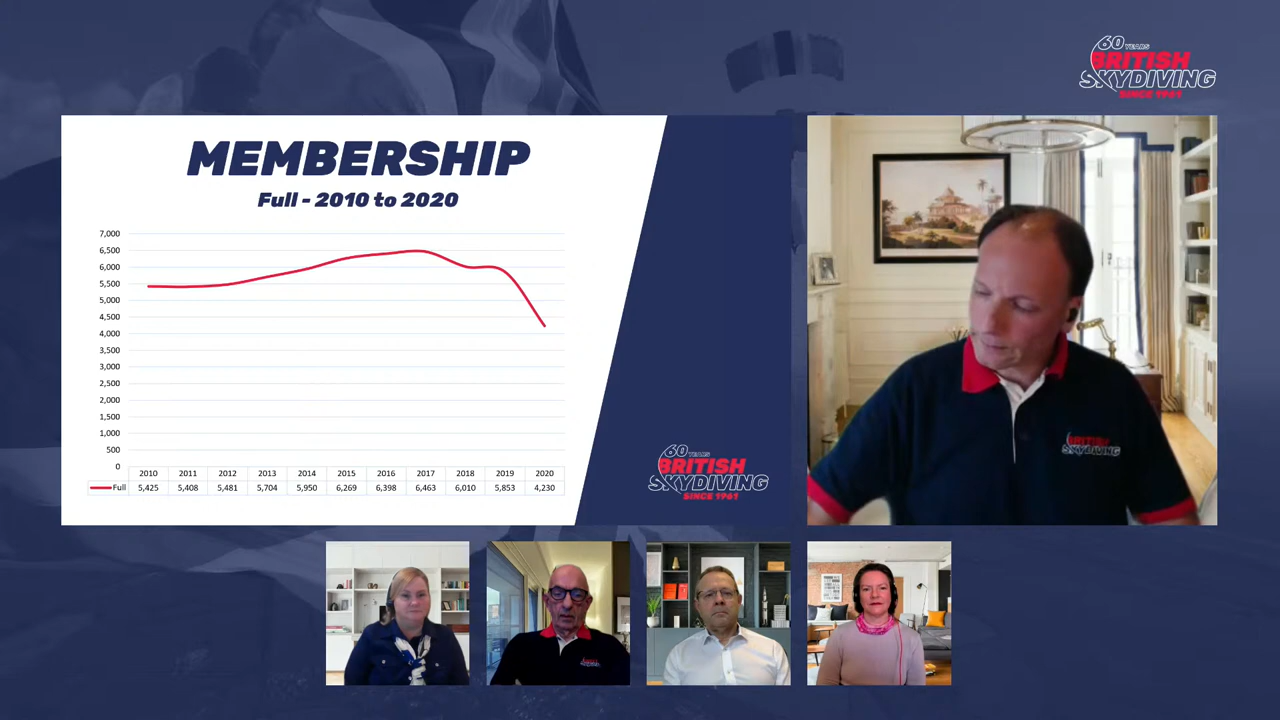 60 YEARS
BRITISH
SKYDIVING
SINCE 1961
MEMBERSHIP
Full - 2010 to 2020
7,000
6,500
6,000
5,500
5,000
4,500
4,000
3,500
3,000
2,500
2,000
1,500
1,000
500
0
2010 2011 2012 2013 2014 2015 2016 2017 2018 2019 2020
Full 5,425 5,408 5,481 5,704 5,950 6,269 6,398 6,463 6,010 5,853 4,230
60 YEARS
BRITISH
SKYDIVING
SINCE 1961
BRITISH
SKYDIVING